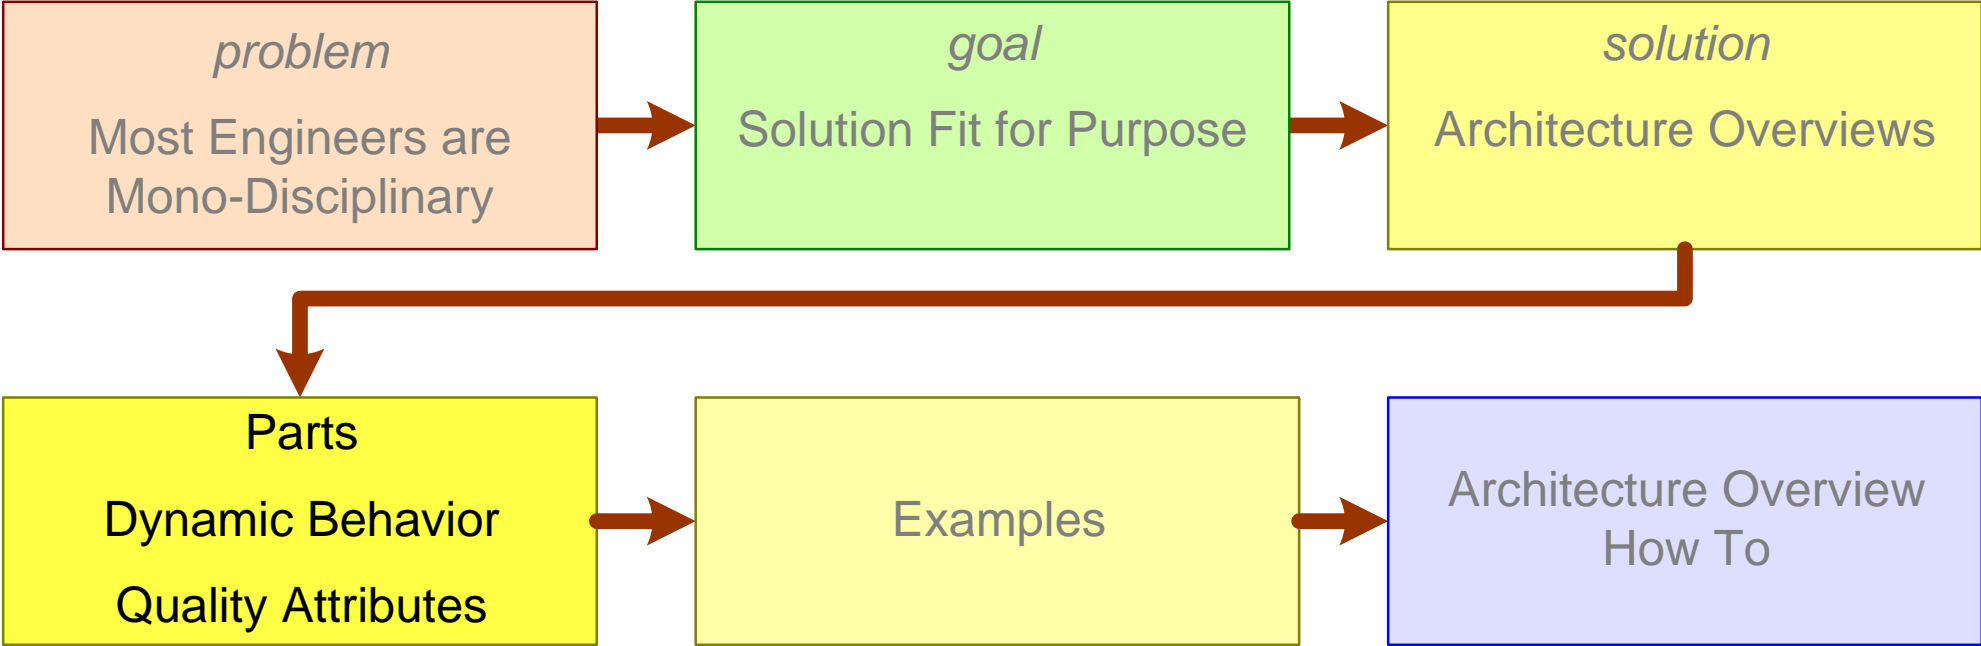 problem
Most Engineers are
Mono-Disciplinary
goal
Solution Fit for Purpose
solution
Architecture Overviews
Parts
Dynamic Behavior
Quality Attributes
Examples
Architecture Overview
How To